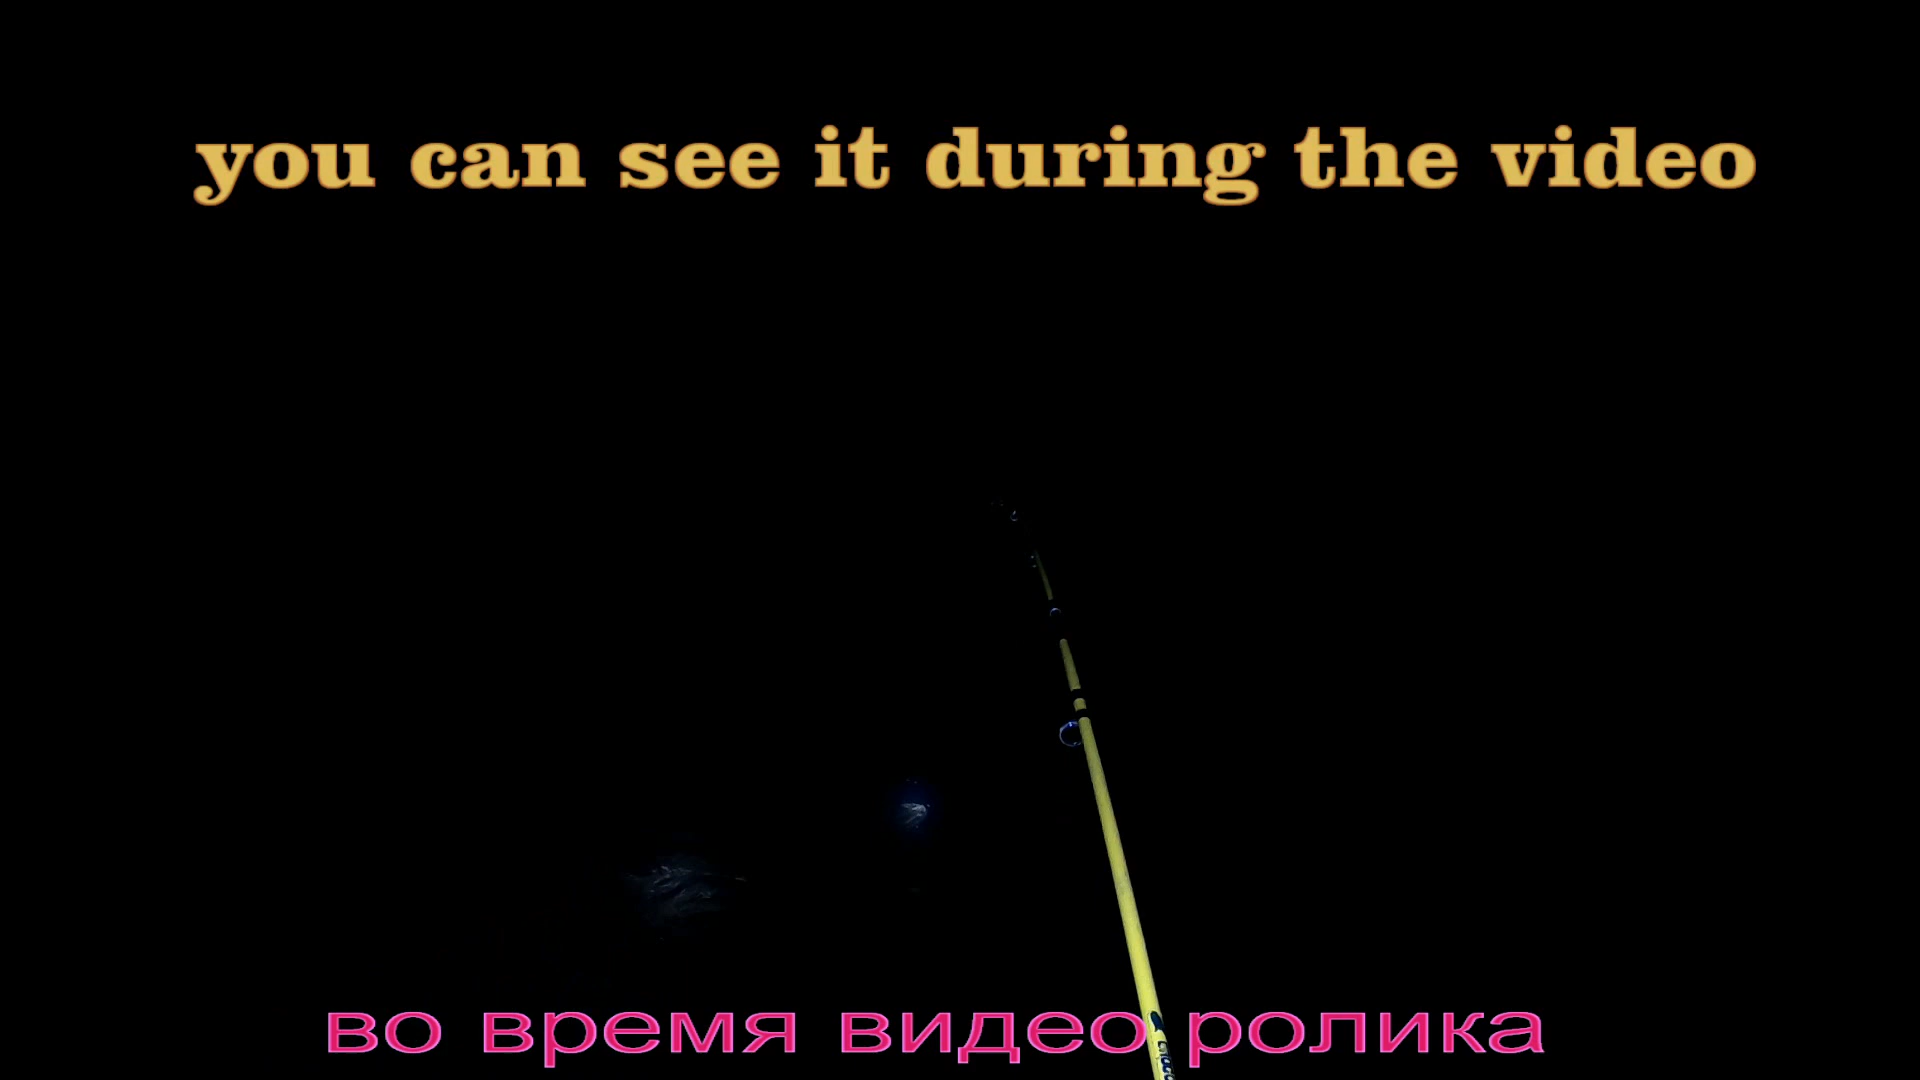 you can see it during the video
во время видео ролика